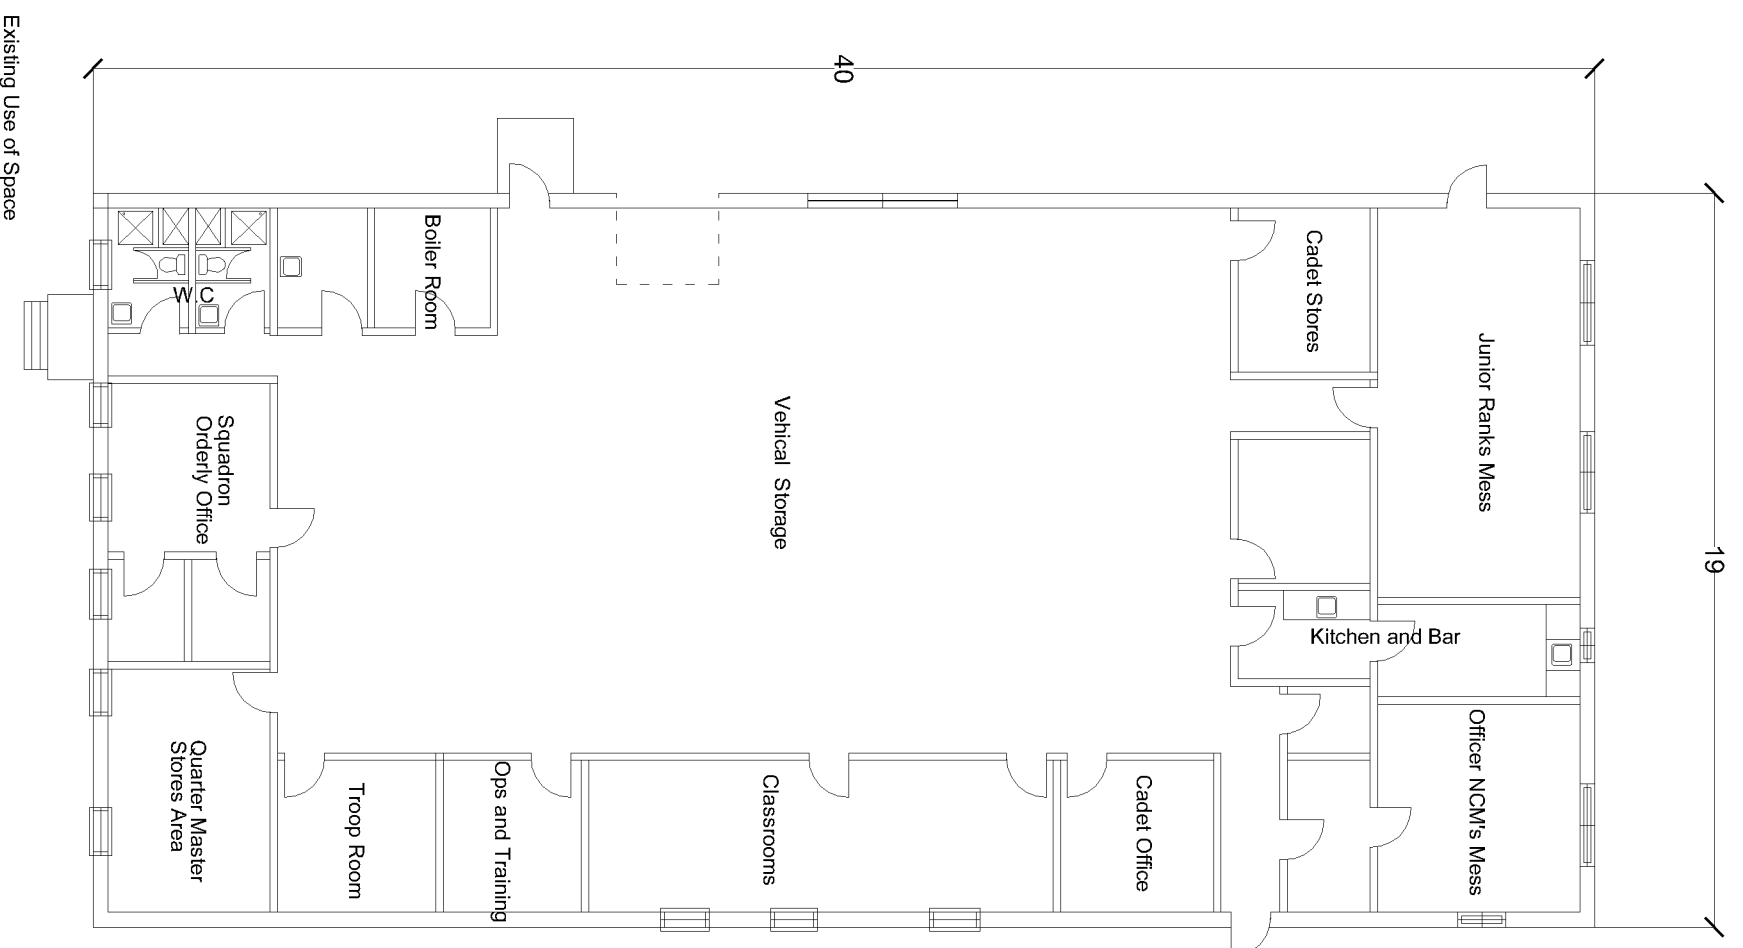 Existing Use of Space
40
19
Boiler Room
W.C
Cadet Stores
Junior Ranks Mess
Squadron
Orderly Office
Vehical Storage
Kitchen and Bar
Quarter Master
Stores Area
Troop Room
Ops and Training
Classrooms
Cadet Office
Officer NCM's Mess